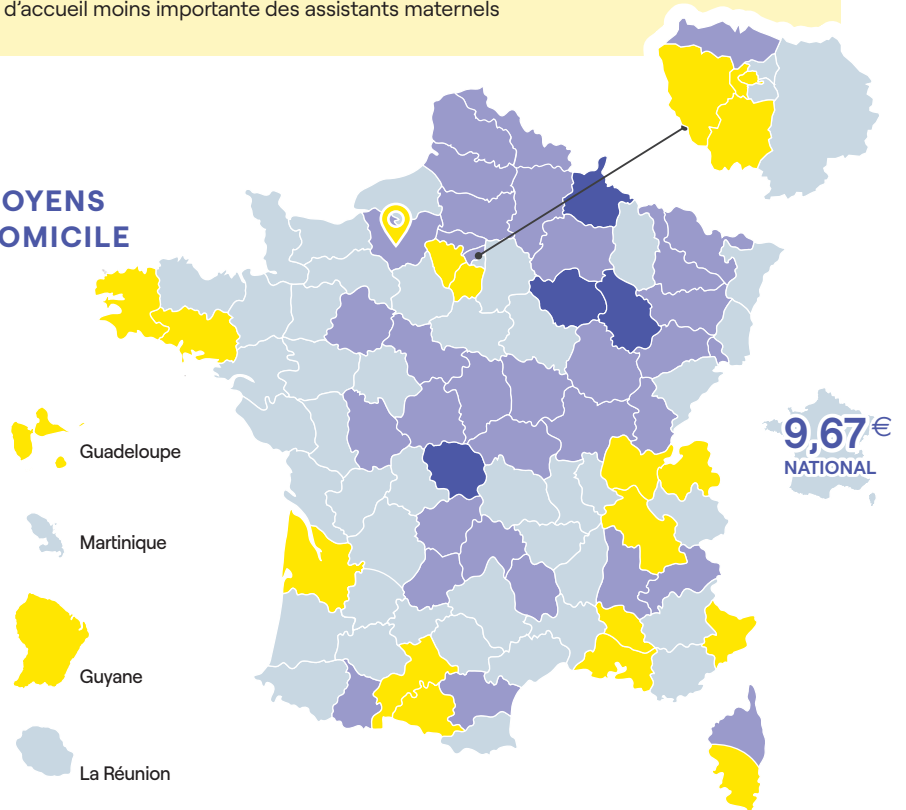 d’accueil moins importante des assistants maternels
OYENS
OMICILE
Guadeloupe
Martinique
Guyane
La Réunion
9,67 €
NATIONAL